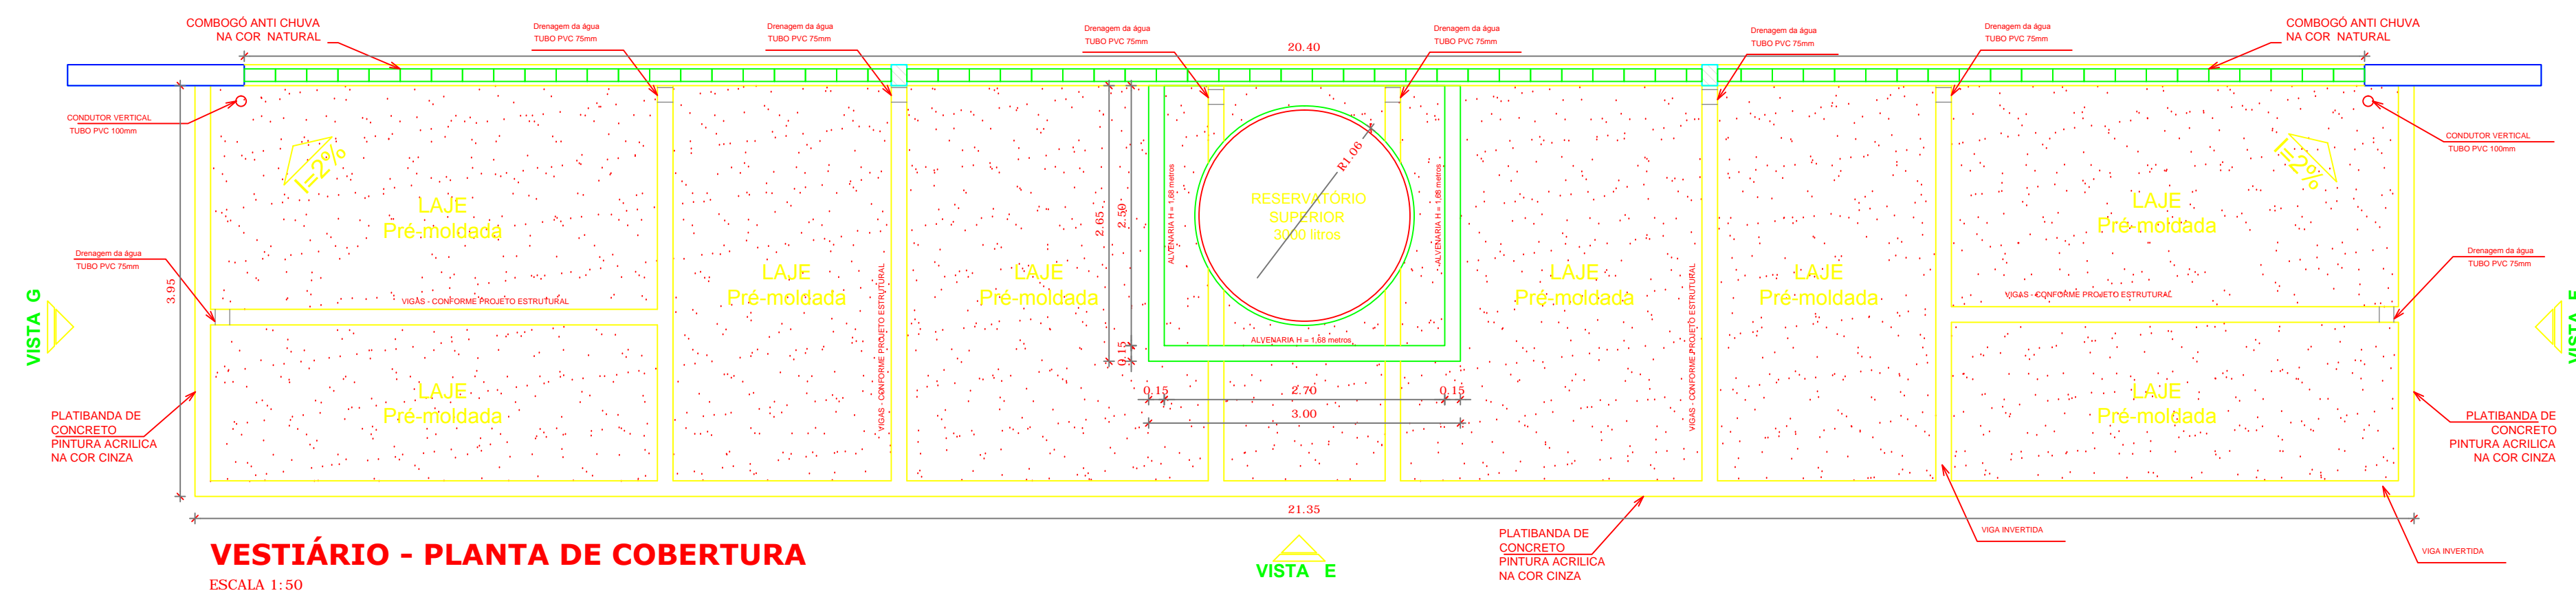 COMBOGÓ ANTI CHUVA
NA COR NATURAL
Drenagem da água
TUBO PVC 75mm
Drenagem da água
TUBO PVC 75mm
Drenagem da água
TUBO PVC 75mm
Drenagem da água
TUBO PVC 75mm
Drenagem da água
TUBO PVC 75mm
Drenagem da água
TUBO PVC 75mm
COMBOGÓ ANTI CHUVA
NA COR NATURAL
20.40
CONDUTOR VERTICAL
TUBO PVC 100mm
CONDUTOR VERTICAL
TUBO PVC 100mm
I=2%
I=2%
R1.06
LAJE
Pré-moldada
2.65
2.50
ALVENARIA H = 1,68 metros
RESERVATÓRIO
SUPERIOR
3000 litros
ALVENARIA H = 1,68 metros
LAJE
Pré-moldada
Drenagem da água
TUBO PVC 75mm
3.95
LAJE
Pré-moldada
LAJE
Pré-moldada
LAJE
Pré-moldada
LAJE
Pré-moldada
Drenagem da água
TUBO PVC 75mm
VIGAS - CONFORME PROJETO ESTRUTURAL
VIGAS - CONFORME PROJETO ESTRUTURAL
VIGAS - CONFORME PROJETO ESTRUTURAL
VIGAS - CONFORME PROJETO ESTRUTURAL
VISTA G
VISTA
ALVENARIA H = 1,68 metros
0.15
0.15
2.70
0.15
3.00
LAJE
Pré-moldada
LAJE
Pré-moldada
PLATIBANDA DE
CONCRETO
PINTURA ACRILICA
NA COR CINZA
PLATIBANDA DE
CONCRETO
PINTURA ACRILICA
NA COR CINZA
21.35
PLATIBANDA DE
CONCRETO
PINTURA ACRILICA
NA COR CINZA
VIGA INVERTIDA
VIGA INVERTIDA
VISTA E
VESTIÁRIO - PLANTA DE COBERTURA
ESCALA 1:50